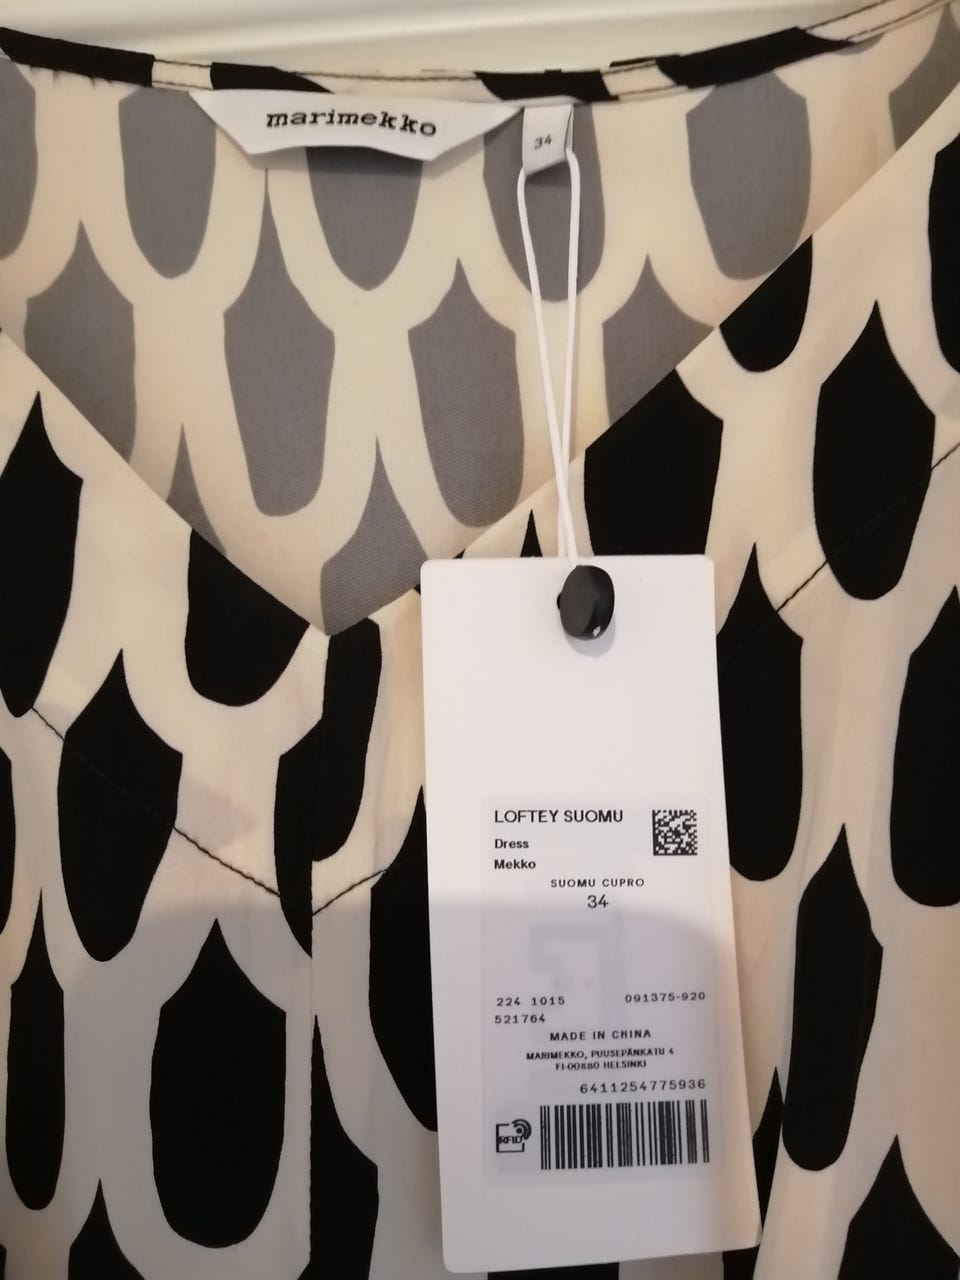 marimekko
34
LOFTEY SUOMU
Dress
Mekko
SUOMU CUPRO
34
224 1015 091375-920
521764
MADE IN CHINA
MARIMEKKO, PUUSEPÄNKATU 4
FI-00880 HELSINKI
6411254775936
RFID